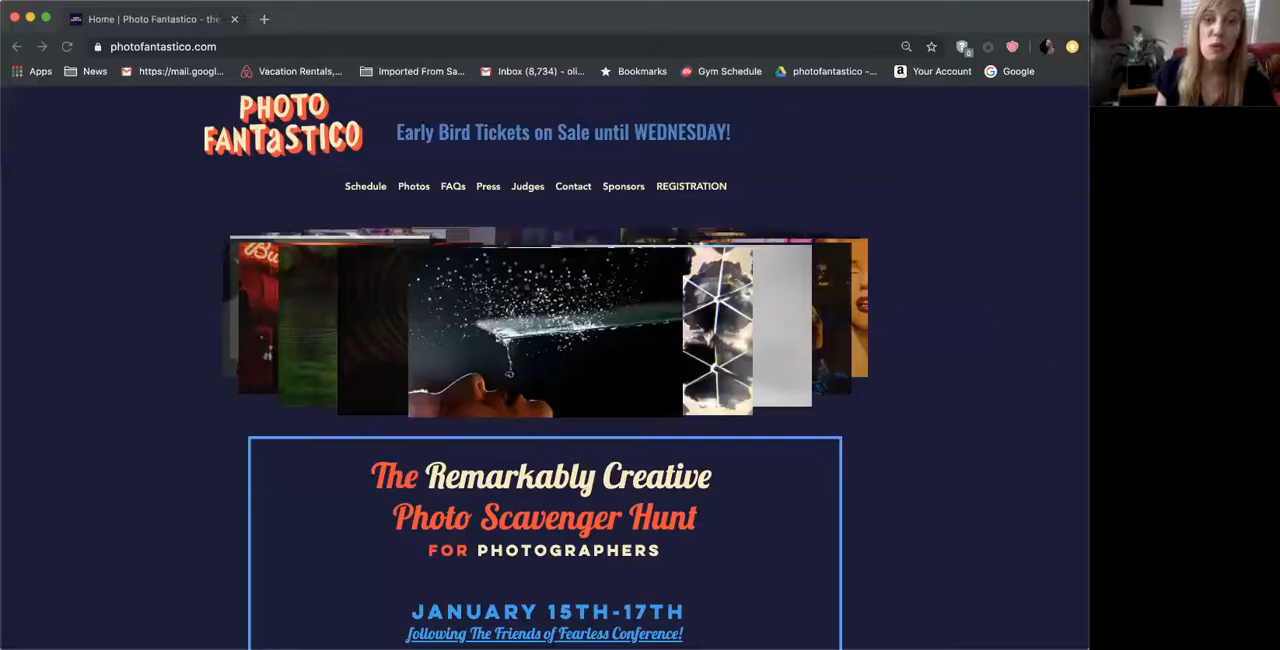 Home | Photo Fantastico - the
photofantastico.com
0
Apps News https://mail.googl... Vacation Rentals,... Imported From Sa... Inbox (8,734) – oli... Bookmarks Gym Schedule photofantastico –... Your Account Google
PHOTO
FANTaSTICO
Early Bird Tickets on Sale until WEDNESDAY!
Schedule Photos FAQs Press Judges Contact Sponsors REGISTRATION
The Remarkably Creative
Photo Scavenger Hunt
FOR PHOTOGRAPHERS
JANUARY 15TH-17TH
following The Friends of Fearless Conference!